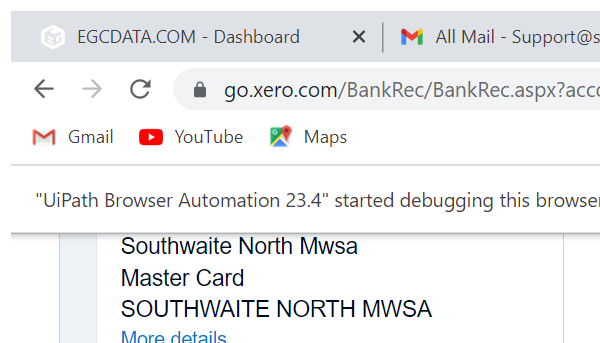 EGCDATA.COM - Dashboard
All Mail - Support@s
go.xero.com/BankRec/BankRec.aspx?acco
Gmail
YouTube
Maps
"UiPath Browser Automation 23.4" started debugging this browser
Southwaite North Mwsa
Master Card
SOUTHWAITE NORTH MWSA
More details